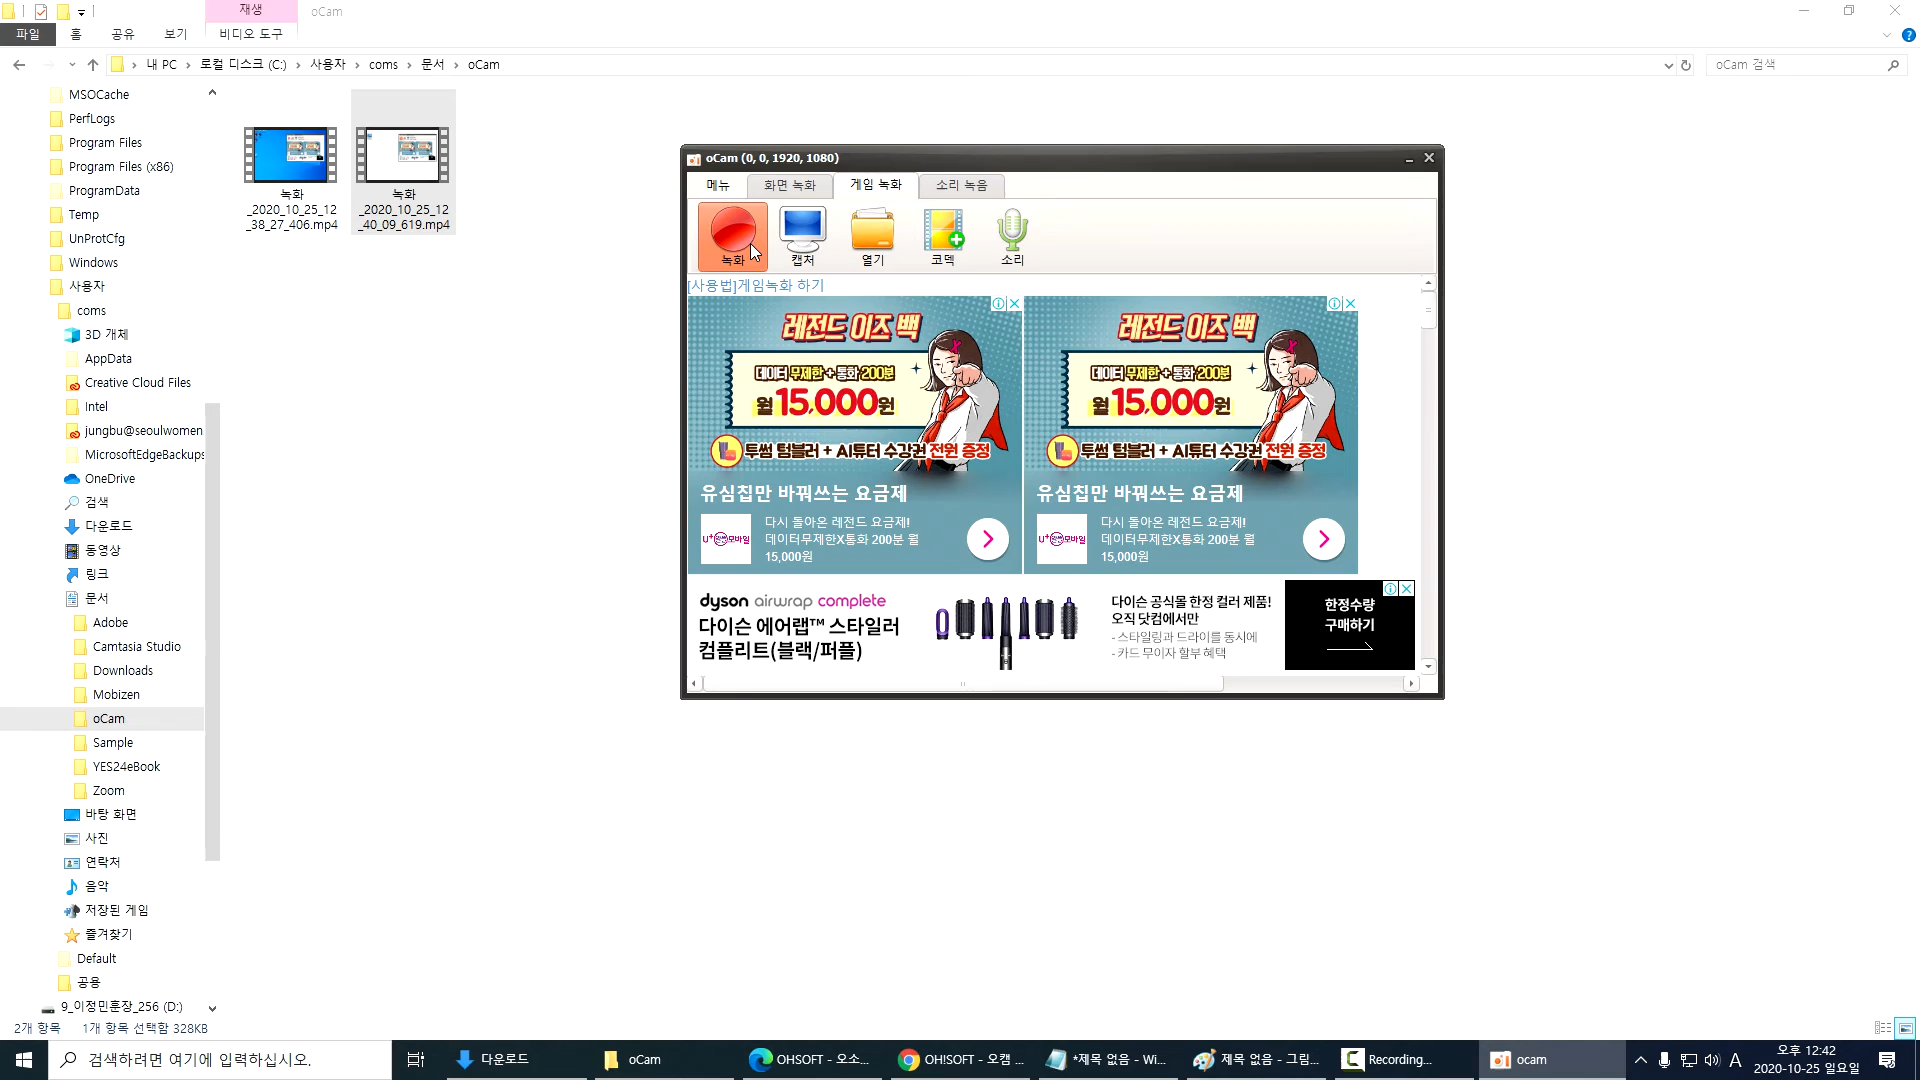 재생
oCam
파일
홈
공유
보기
비디오 도구
내 PC
로컬 디스크 (C:)
사용자
coms
문서
oCam
oCam 검색
MSOCache
PerfLogs
Program Files
Program Files (x86)
ProgramData
Temp
UnProtCfg
Windows
사용자
coms
3D 개체
AppData
Creative Cloud Files
Intel
jungbu@seoulwomen
MicrosoftEdgeBackups
OneDrive
검색
다운로드
동영상
링크
문서
Adobe
Camtasia Studio
Downloads
Mobizen
oCam
Sample
YES24eBook
Zoom
바탕 화면
사진
연락처
음악
저장된 게임
즐겨찾기
Default
공용
9_이정민훈장_256 (D:)
2개 항목
1개 항목 선택함 328KB
녹화
_2020_10_25_12
_38_27_406.mp4
녹화
_2020_10_25_12
_40_09_619.mp4
oCam (0, 0, 1920, 1080)
메뉴
화면 녹화
게임 녹화
소리 녹음
녹화
캡처
열기
코덱
소리
[사용법]게임녹화 하기
레전드 이즈 백
데이터 무제한 + 통화 200분
월 15,000원
투썸 텀블러 + AI튜터 수강권 전원 증정
유심칩만 바꿔쓰는 요금제
U+알뜰모바일
다시 돌아온 레전드 요금제!
데이터무제한X통화 200분 월
15,000원
레전드 이즈 백
데이터 무제한 + 통화 200분
월 15,000원
투썸 텀블러 + AI튜터 수강권 전원 증정
유심칩만 바꿔쓰는 요금제
U+알뜰모바일
다시 돌아온 레전드 요금제!
데이터무제한X통화 200분 월
15,000원
dyson airwrap complete
다이슨 에어랩™ 스타일러
컴플리트(블랙/퍼플)
다이슨 공식몰 한정 컬러 제품!
오직 닷컴에서만
- 스타일링과 드라이를 동시에
- 카드 무이자 할부 혜택
한정수량
구매하기
검색하려면 여기에 입력하십시오.
다운로드
oCam
OHSOFT - 오소...
OH!SOFT - 오캠 ...
*제목 없음 - Wi...
제목 없음 - 그림...
Recording...
ocam
A
오후 12:42
2020-10-25 일요일